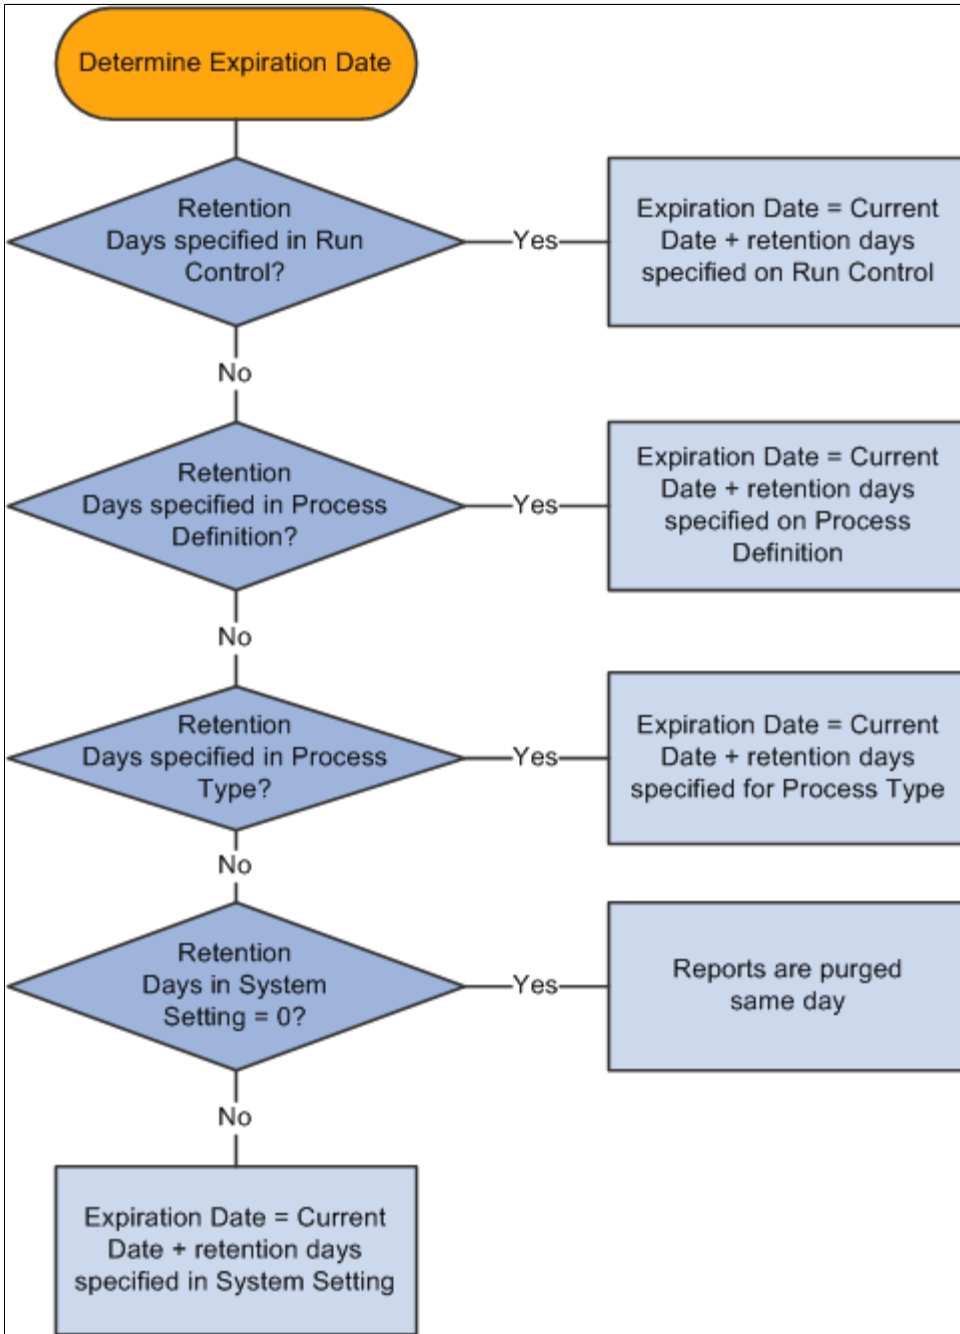 Determine Expiration Date
Retention
Days specified in Run
Control?
Yes
Expiration Date = Current
Date + retention days
specified on Run Control
No
Retention
Days specified in Process
Definition?
Yes
Expiration Date = Current
Date + retention days
specified on Process
Definition
No
Retention
Days specified in Process
Type?
Yes
Expiration Date = Current
Date + retention days
specified for Process Type
No
Retention
Days in System
Setting = 0?
Yes
Reports are purged
same day
No
Expiration Date = Current
Date + retention days
specified in System Setting